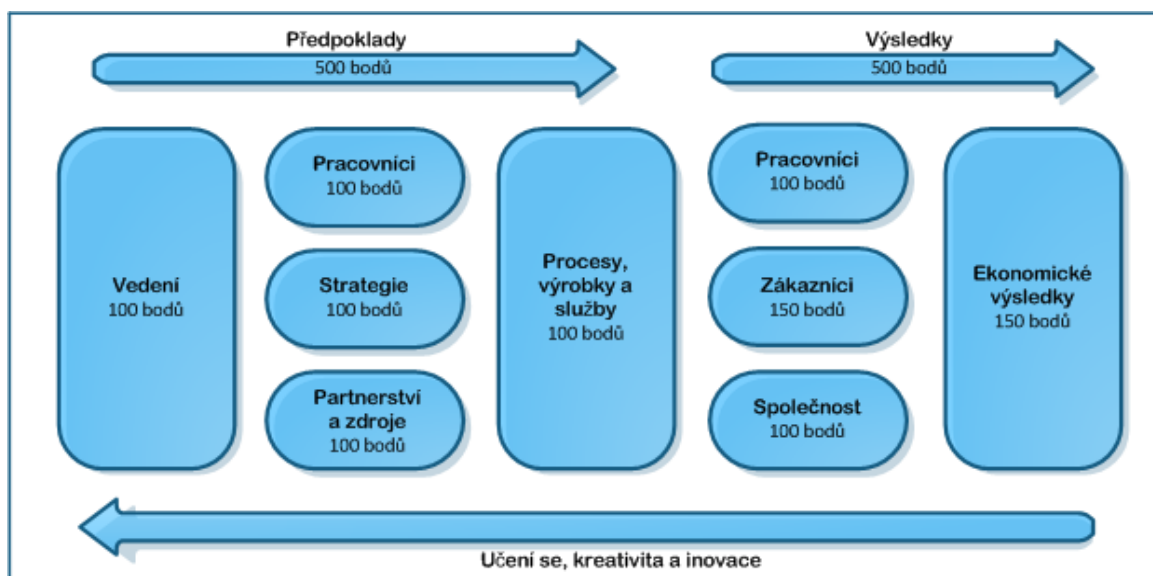 Předpoklady
500 bodů
Výsledky
500 bodů
Vedení
100 bodů
Pracovníci
100 bodů
Strategie
100 bodů
Partnerství
a zdroje
100 bodů
Procesy,
výrobky a
služby
100 bodů
Pracovníci
100 bodů
Zákazníci
150 bodů
Společnost
100 bodů
Ekonomické
výsledky
150 bodů
Učení se, kreativita a inovace